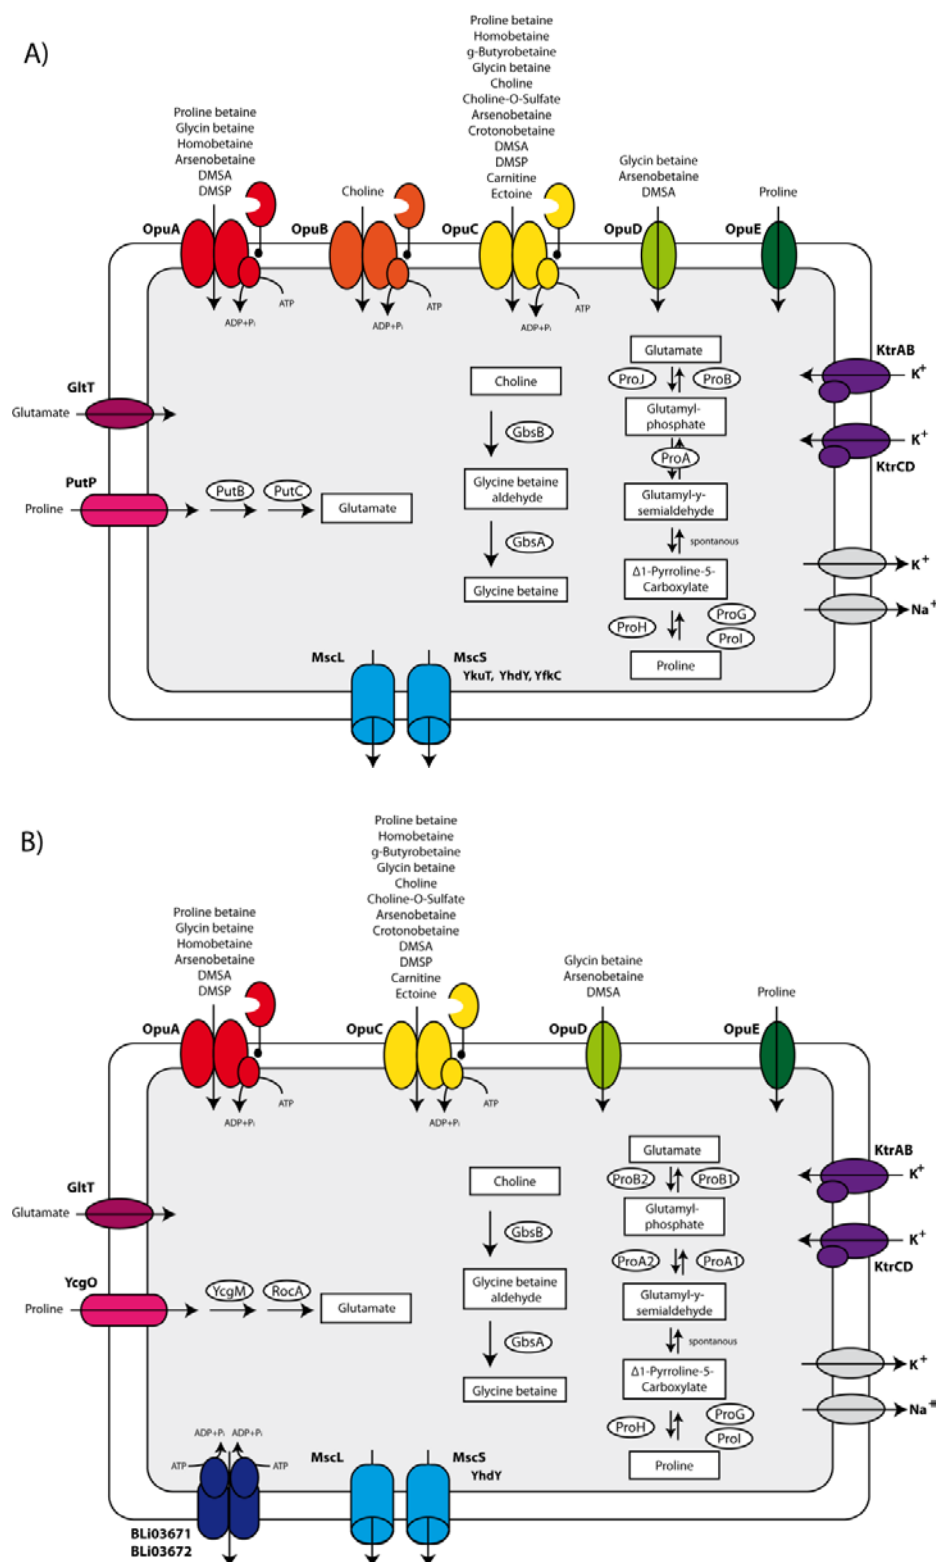 A)
Proline betaine
Homobetaine
g-Butyrobetaine
Glycin betaine
Choline
Choline-O-Sulfate
Arsenobetaine
Crotonobetaine
DMSA
DMSP
Carnitine
Ectoine
Proline betaine
Glycin betaine
Homobetaine
Arsenobetaine
DMSA
DMSP
Choline
Glycin betaine
Arsenobetaine
DMSA
Proline
OpuA
OpuB
OpuC
OpuD
OpuE
ATP
ADP+Pi
ATP
ADP+Pi
ATP
ADP+Pi
GltT
Glutamate
PutP
Proline
PutB
PutC
Glutamate
Choline
GbsB
Glycine betaine
aldehyde
GbsA
Glycine betaine
Glutamate
ProJ
ProB
Glutamyl-
phosphate
ProA
Glutamyl-y-
semialdehyde
spontanous
Δ1-Pyrroline-5-
Carboxylate
ProH
ProG
ProI
Proline
KtrAB
K+
K+
KtrCD
K+
Na+
MscL
MscS
YkuT, YhdY, YfkC
B)
Proline betaine
Homobetaine
g-Butyrobetaine
Glycin betaine
Choline
Choline-O-Sulfate
Arsenobetaine
Crotonobetaine
DMSA
DMSP
Carnitine
Ectoine
Proline betaine
Glycin betaine
Homobetaine
Arsenobetaine
DMSA
DMSP
Glycin betaine
Arsenobetaine
DMSA
Proline
OpuA
OpuC
OpuD
OpuE
ATP
ADP+Pi
ATP
ADP+Pi
GltT
Glutamate
YcgO
Proline
YcgM
RocA
Glutamate
Choline
GbsB
Glycine betaine
aldehyde
GbsA
Glycine betaine
Glutamate
ProB2
ProB1
Glutamyl-
phosphate
ProA2
ProA1
Glutamyl-y-
semialdehyde
spontanous
Δ1-Pyrroline-5-
Carboxylate
ProH
ProG
ProI
Proline
KtrAB
K+
K+
KtrCD
K+
Na+
ADP+Pi
ADP+Pi
ATP
ATP
BLi03671
BLi03672
MscL
MscS
YhdY